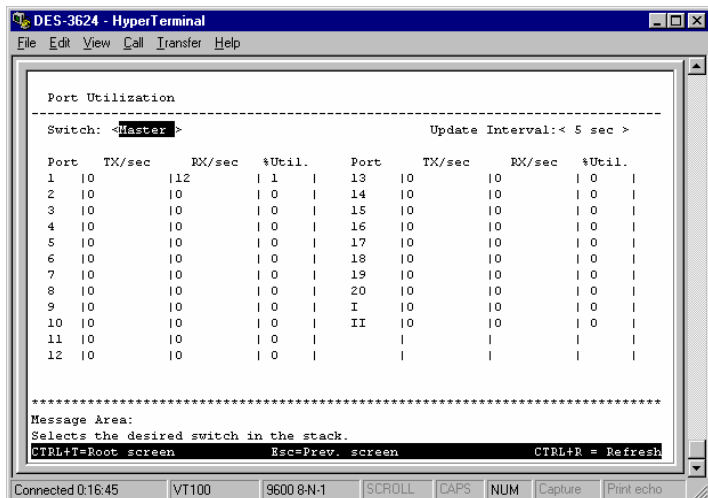 DES-3624 - HyperTerminal
File Edit View Call Transfer Help
Port Utilization
--------------------------------------------------------------------------------
Switch: <Master > Update Interval:< 5 sec >
Port TX/sec RX/sec %Util. Port TX/sec RX/sec %Util.
1 |0 |12 | 1 | 13 |0 |0 | 0 |
2 |0 |0 | 0 | 14 |0 |0 | 0 |
3 |0 |0 | 0 | 15 |0 |0 | 0 |
4 |0 |0 | 0 | 16 |0 |0 | 0 |
5 |0 |0 | 0 | 17 |0 |0 | 0 |
6 |0 |0 | 0 | 18 |0 |0 | 0 |
7 |0 |0 | 0 | 19 |0 |0 | 0 |
8 |0 |0 | 0 | 20 |0 |0 | 0 |
9 |0 |0 | 0 | I |0 |0 | 0 |
10 |0 |0 | 0 | II |0 |0 | 0 |
11 |0 |0 | 0 | | | | |
12 |0 |0 | 0 | | | | |
********************************************************************************
Message Area:
Selects the desired switch in the stack.
CTRL+T=Root screen Esc=Prev. screen CTRL+R = Refresh
Connected 0:16:45 VT100 9600 8-N-1 SCROLL CAPS NUM Capture Print echo